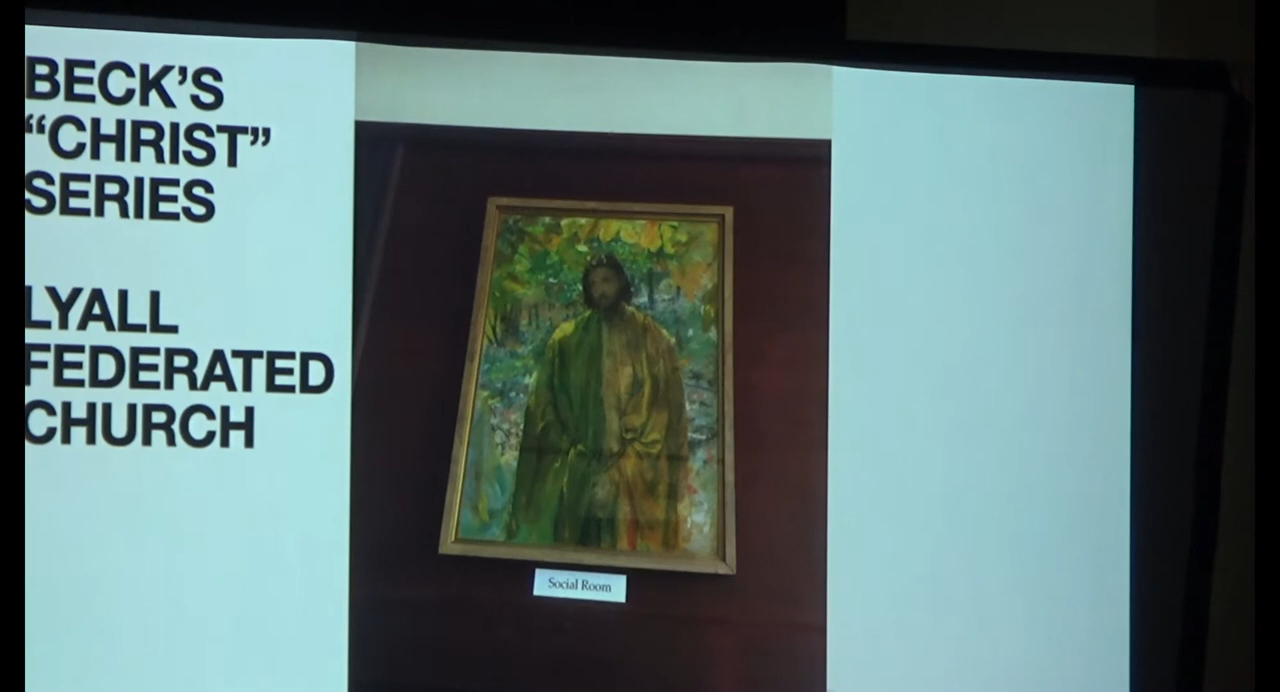 BECK’S
“CHRIST”
SERIES
LYALL
FEDERATED
CHURCH
Social Room